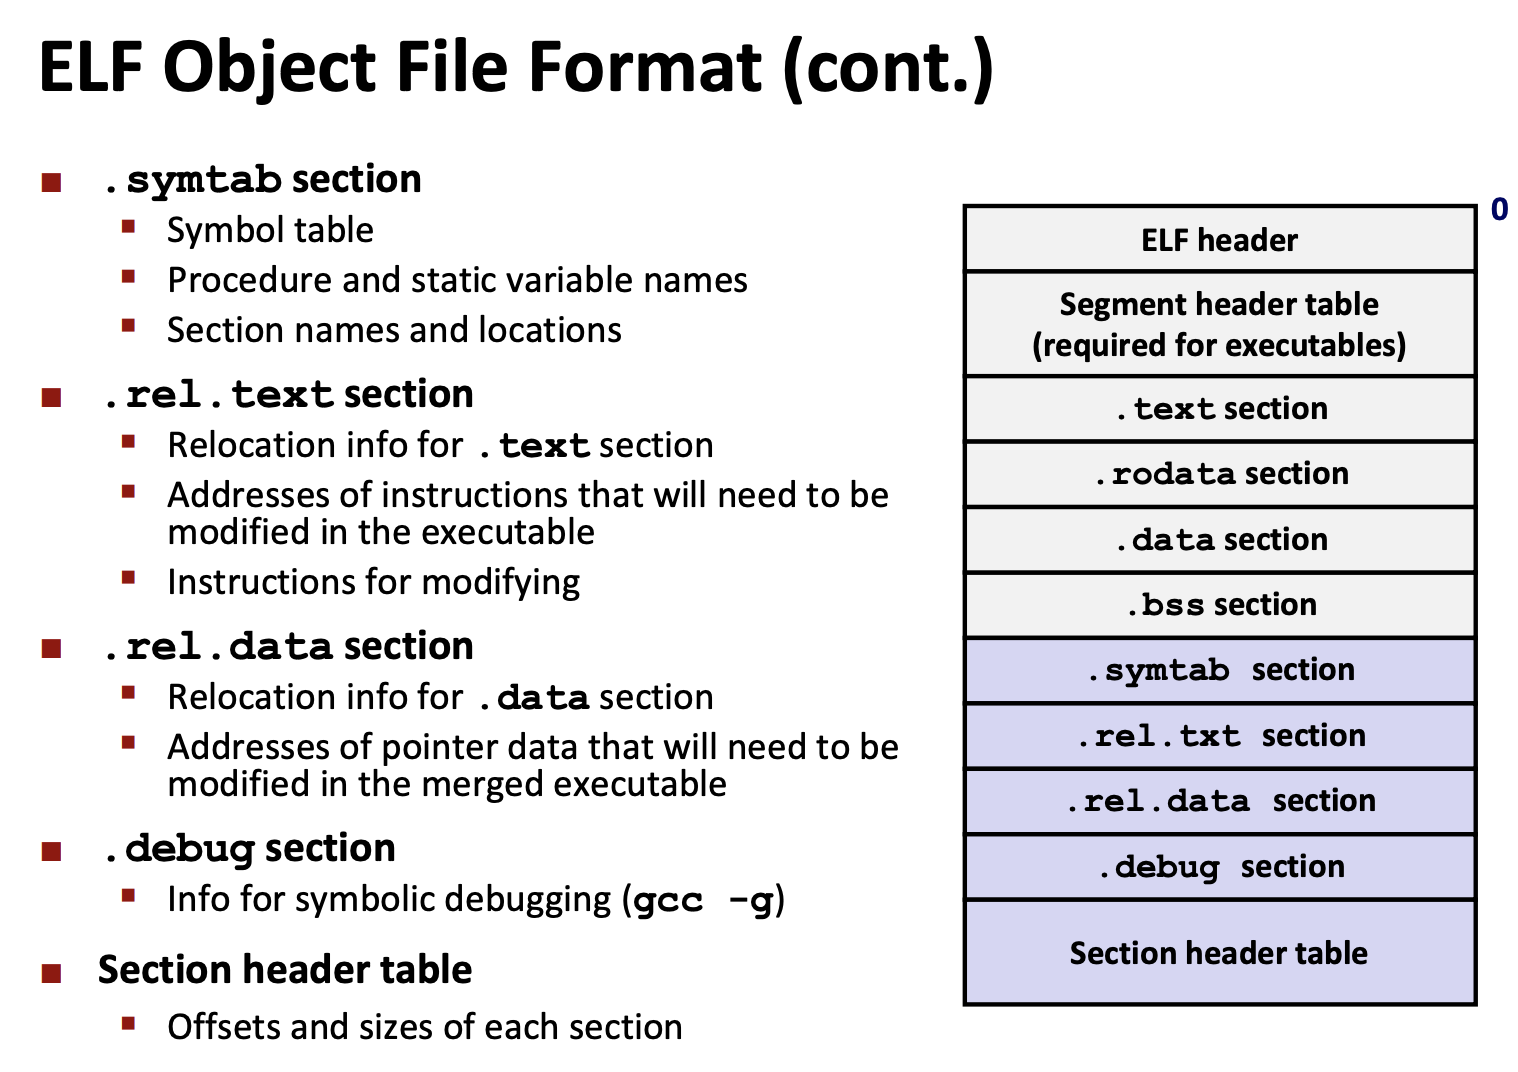 ELF Object File Format (cont.)
.symtab section
Symbol table
Procedure and static variable names
Section names and locations
.rel.text section
Relocation info for .text section
Addresses of instructions that will need to be
modified in the executable
Instructions for modifying
.rel.data section
Relocation info for .data section
Addresses of pointer data that will need to be
modified in the merged executable
.debug section
Info for symbolic debugging (gcc -g)
Section header table
Offsets and sizes of each section
0
ELF header
Segment header table
(required for executables)
.text section
.rodata section
.data section
.bss section
.symtab section
.rel.txt section
.rel.data section
.debug section
Section header table